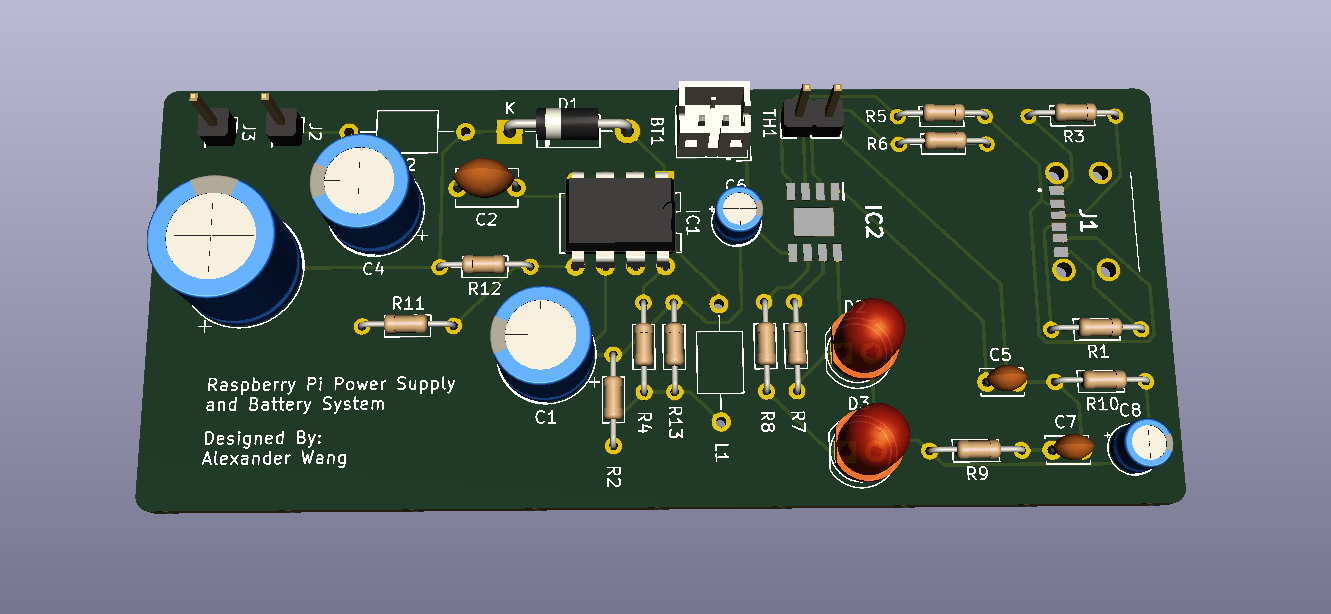 K
D1
J3
J2
2
BT1
TH1
R5
R6
R3
C2
IC1
C6
IC2
J1
C4
R12
R11
D2
R1
C5
R10
C8
Raspberry Pi Power Supply
and Battery System
C1
R4
R13
R8
R7
D3
C7
Designed By:
Alexander Wang
L1
R2
R9